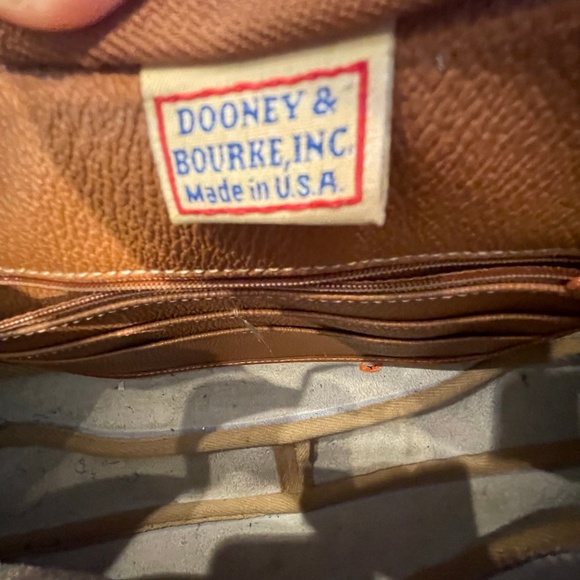 DOONEY &
BOURKE, INC.
Made in U.S.A.